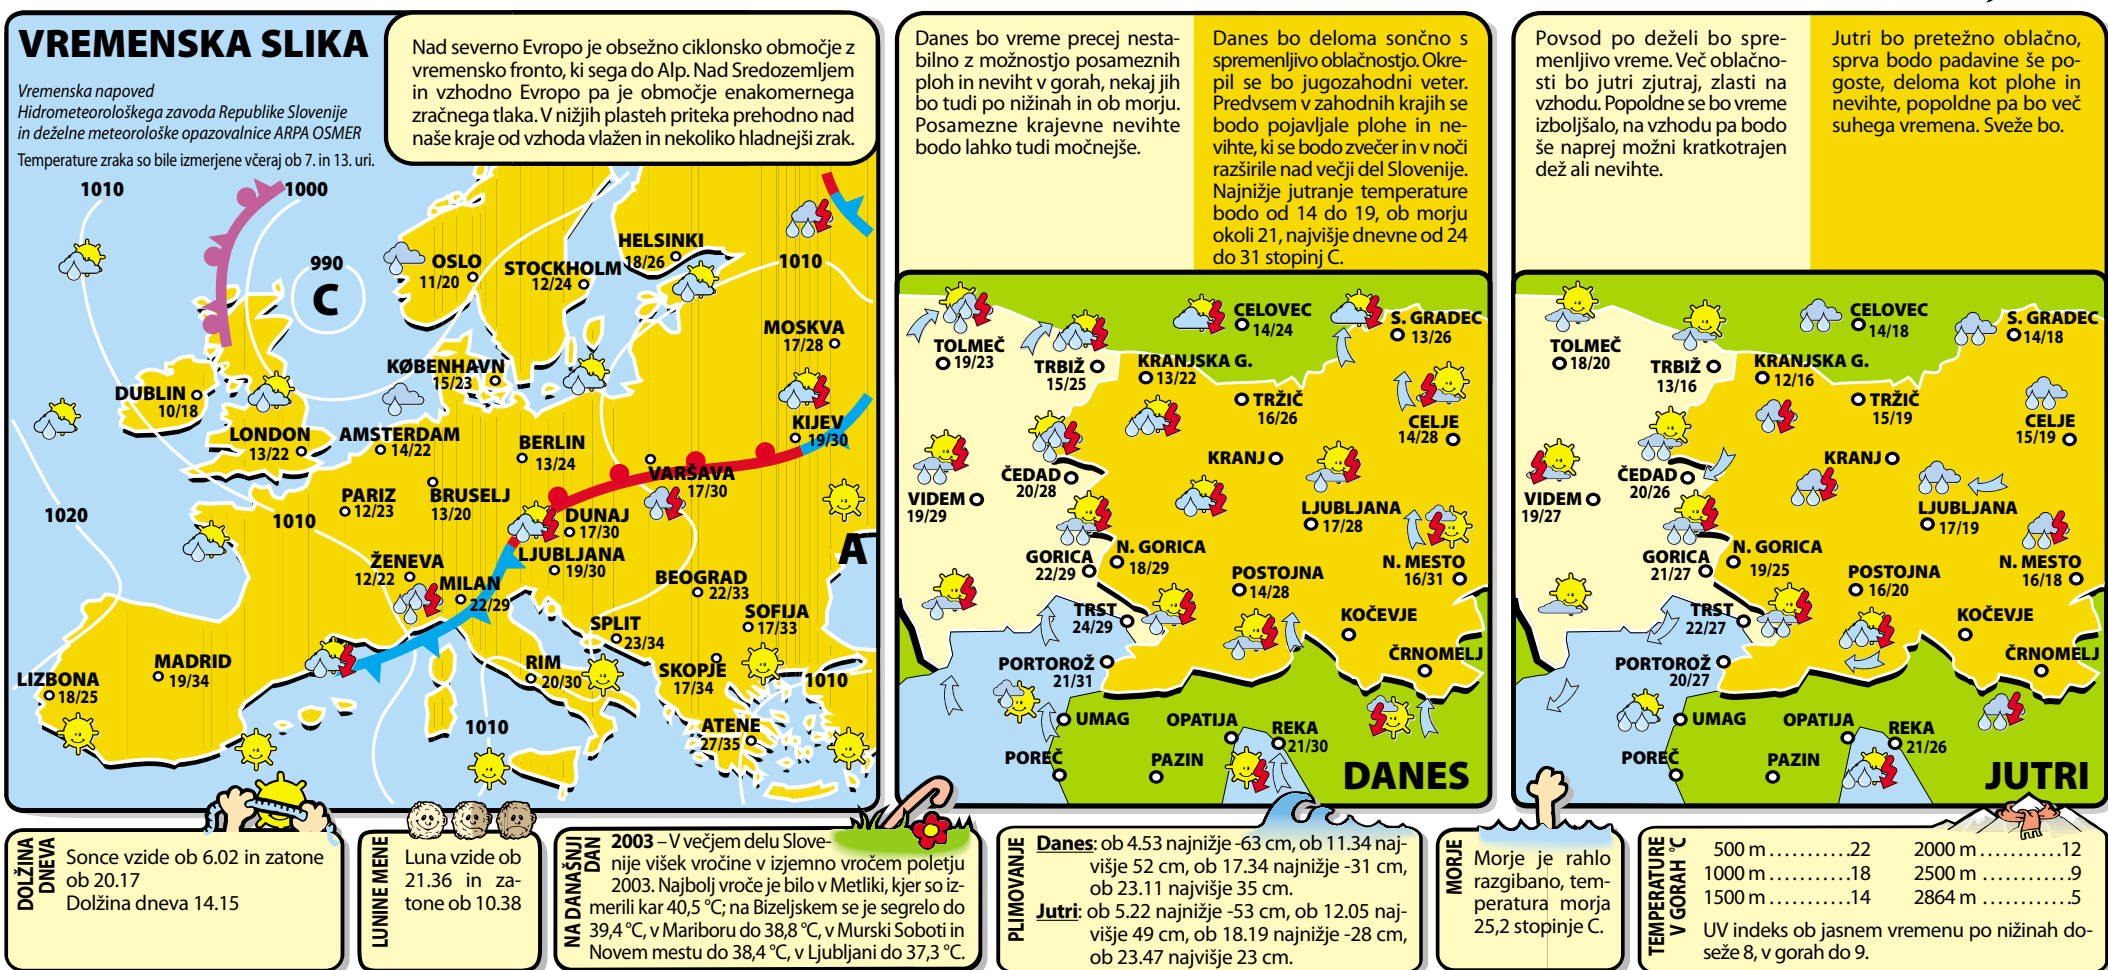 VREMENSKA SLIKA
Vremenska napoved
Hidrometeorološkega zavoda Republike Slovenije
in deželne meteorološke opazovalnice ARPA OSMER
Temperature zraka so bile izmerjene včeraj ob 7. in 13. uri.
Nad severno Evropo je obsežno ciklonsko območje z
vremensko fronto, ki sega do Alp. Nad Sredozemljem
in vzhodno Evropo pa je območje enakomernega
zračnega tlaka. V nižjih plasteh priteka prehodno nad
naše kraje od vzhoda vlažen in nekoliko hladnejši zrak.
1010
1000
990
C
OSLO
11/20
STOCKHOLM
12/24
HELSINKI
18/26
1010
MOSKVA
17/28
KØBENHAVN
15/23
DUBLIN
10/18
LONDON
13/22
AMSTERDAM
14/22
BERLIN
13/24
KIJEV
19/30
VARŠAVA
17/30
PARIZ
12/23
BRUSELJ
13/20
1020
1010
DUNAJ
17/30
LJUBLJANA
19/30
A
ŽENEVA
12/22
MILAN
22/29
BEOGRAD
22/33
SOFIJA
17/33
SPLIT
23/34
MADRID
19/34
LIZBONA
18/25
RIM
20/30
SKOPJE
17/34
1010
1010
ATENE
27/35
Danes bo vreme precej nesta-
bilno z možnostjo posameznih
ploh in neviht v gorah, nekaj jih
bo tudi po nižinah in ob morju.
Posamezne krajevne nevihte
bodo lahko tudi močnejše.
Danes bo deloma sončno s
spremenljivo oblačnostjo. Okre-
pil se bo jugozahodni veter.
Predvsem v zahodnih krajih se
bodo pojavljale plohe in ne-
vihte, ki se bodo zvečer in v noči
razširile nad večji del Slovenije.
Najnižje jutranje temperature
bodo od 14 do 19, ob morju
okoli 21, najvišje dnevne od 24
do 31 stopinj C.
CELOVEC
14/24
S. GRADEC
13/26
TOLMEČ
19/23
TRBIŽ
15/25
KRANJSKA G.
13/22
TRŽIČ
16/26
CELJE
14/28
KRANJ
ČEDAD
20/28
VIDEM
19/29
LJUBLJANA
17/28
GORICA
22/29
N. GORICA
18/29
N. MESTO
16/31
POSTOJNA
14/28
TRST
24/29
KOČEVJE
ČRNOMELJ
PORTOROŽ
21/31
UMAG
OPATIJA
REKA
21/30
POREČ
PAZIN
DANES
Povsod po deželi bo spre-
menljivo vreme. Več oblačno-
sti bo jutri zjutraj, zlasti na
vzhodu. Popoldne se bo vreme
izboljšalo, na vzhodu pa bodo
še naprej možni kratkotrajen
dež ali nevihte.
Jutri bo pretežno oblačno,
sprva bodo padavine še po-
goste, deloma kot plohe in
nevihte, popoldne pa bo več
suhega vremena. Sveže bo.
CELOVEC
14/18
S. GRADEC
14/18
TOLMEČ
18/20
TRBIŽ
13/16
KRANJSKA G.
12/16
TRŽIČ
15/19
CELJE
15/19
KRANJ
ČEDAD
20/26
VIDEM
19/27
LJUBLJANA
17/19
GORICA
21/27
N. GORICA
19/25
N. MESTO
16/18
POSTOJNA
16/20
TRST
22/27
KOČEVJE
ČRNOMELJ
PORTOROŽ
20/27
UMAG
OPATIJA
REKA
21/26
POREČ
PAZIN
JUTRI
DOLŽINA
DNEVA
Sonce vzide ob 6.02 in zatone
ob 20.17
Dolžina dneva 14.15
LUNINE MENE
Luna vzide ob
21.36 in za-
tone ob 10.38
NA DANAŠNJI
DAN
2003 – V večjem delu Slove-
nije višek vročine v izjemno vročem poletju
2003. Najbolj vroče je bilo v Metliki, kjer so iz-
merili kar 40,5 °C; na Bizeljskem se je segrelo do
39,4 °C, v Mariboru do 38,8 °C, v Murski Soboti in
Novem mestu do 38,4 °C, v Ljubljani do 37,3 °C.
PLIMOVANJE
Danes: ob 4.53 najnižje -63 cm, ob 11.34 naj-
višje 52 cm, ob 17.34 najnižje -31 cm,
ob 23.11 najvišje 35 cm.
Jutri: ob 5.22 najnižje -53 cm, ob 12.05 naj-
višje 49 cm, ob 18.19 najnižje -28 cm,
ob 23.47 najvišje 23 cm.
MORJE
Morje je rahlo
razgibano, tem-
peratura morja
25,2 stopinje C.
TEMPERATURE
V GORAH °C
500 m ...........22
1000 m ...........18
1500 m ...........14
2000 m ...........12
2500 m ...........9
2864 m ...........5
UV indeks ob jasnem vremenu po nižinah do-
seže 8, v gorah do 9.